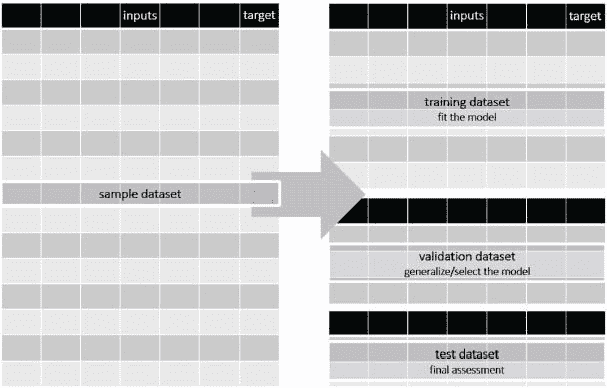 inputs target
sample dataset
inputs target
training dataset
fit the model
validation dataset
generalize/select the model
test dataset
final assessment